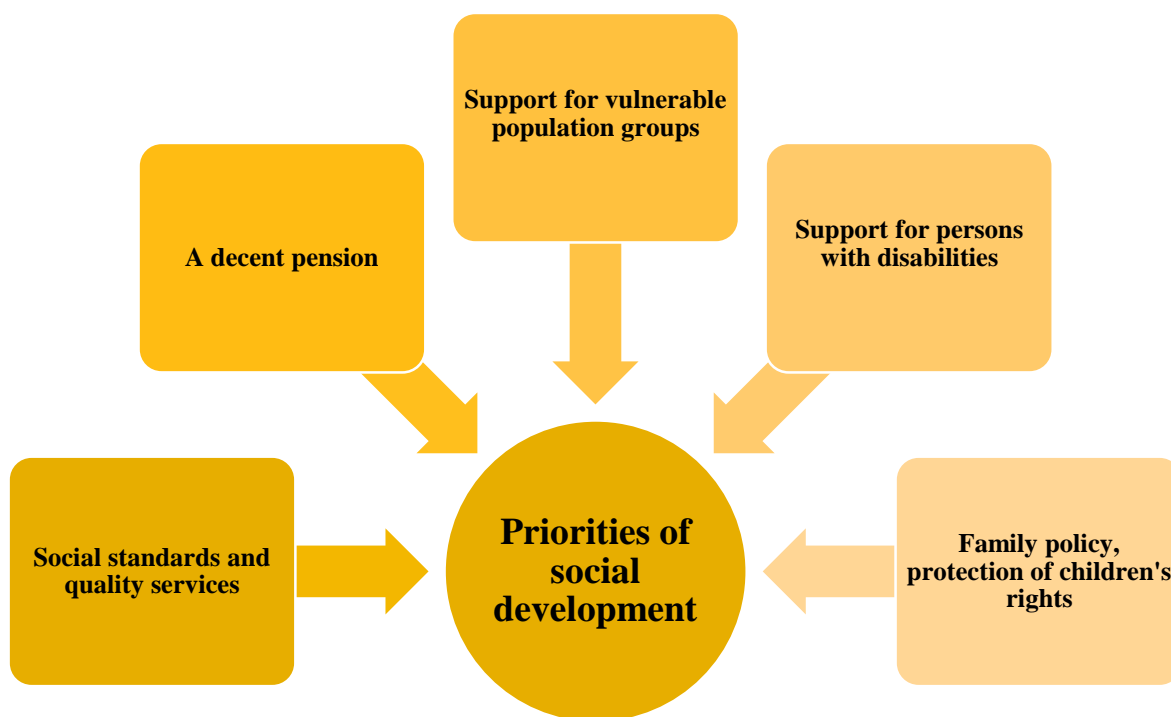 Support for vulnerable
population groups
A decent pension
Support for persons
with disabilities
Social standards and
quality services
Priorities of
social
development
Family policy,
protection of children's
rights